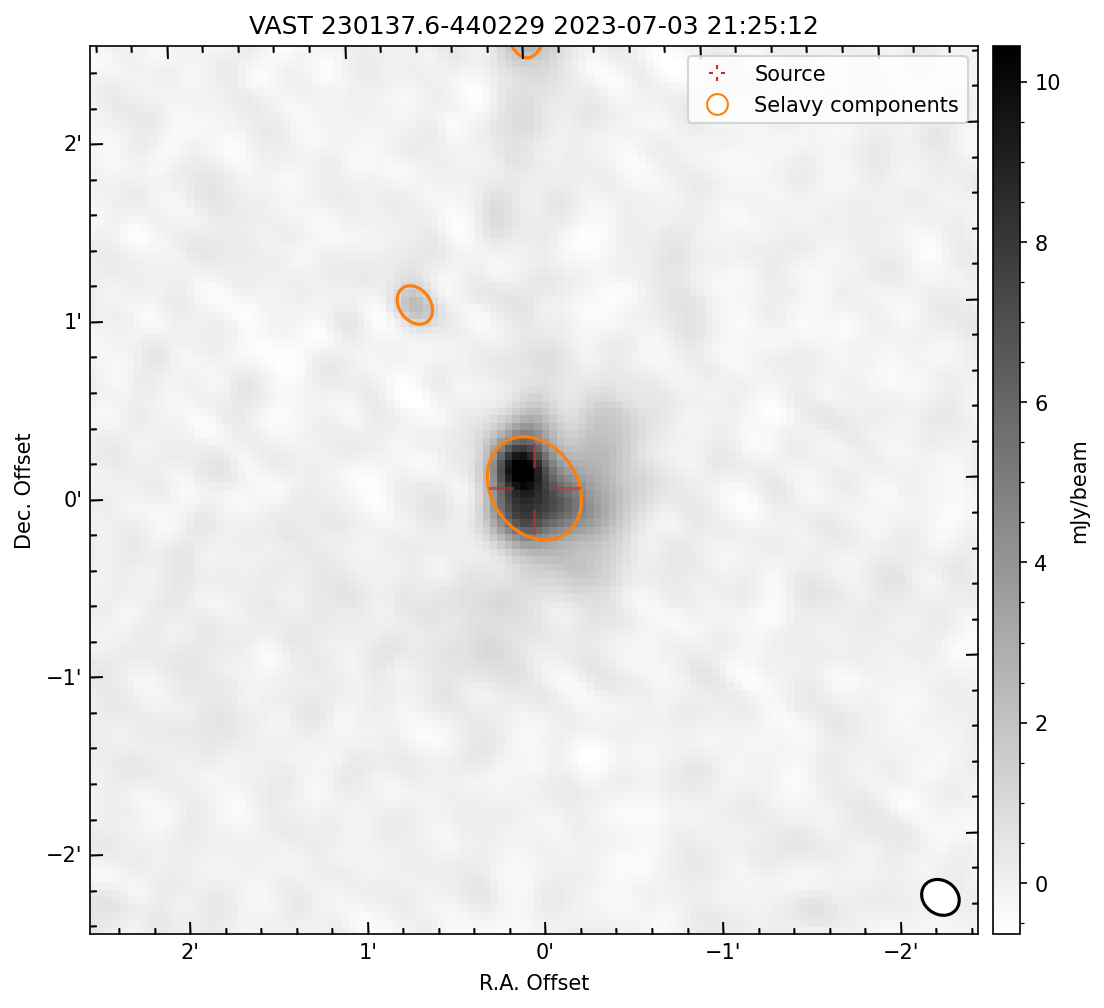 VAST 230137.6-440229 2023-07-03 21:25:12
Source
Selavy components
2'
1'
0'
−1'
−2'
Dec. Offset
2'
1'
0'
−1'
−2'
R.A. Offset
10
8
6
4
2
0
mJy/beam